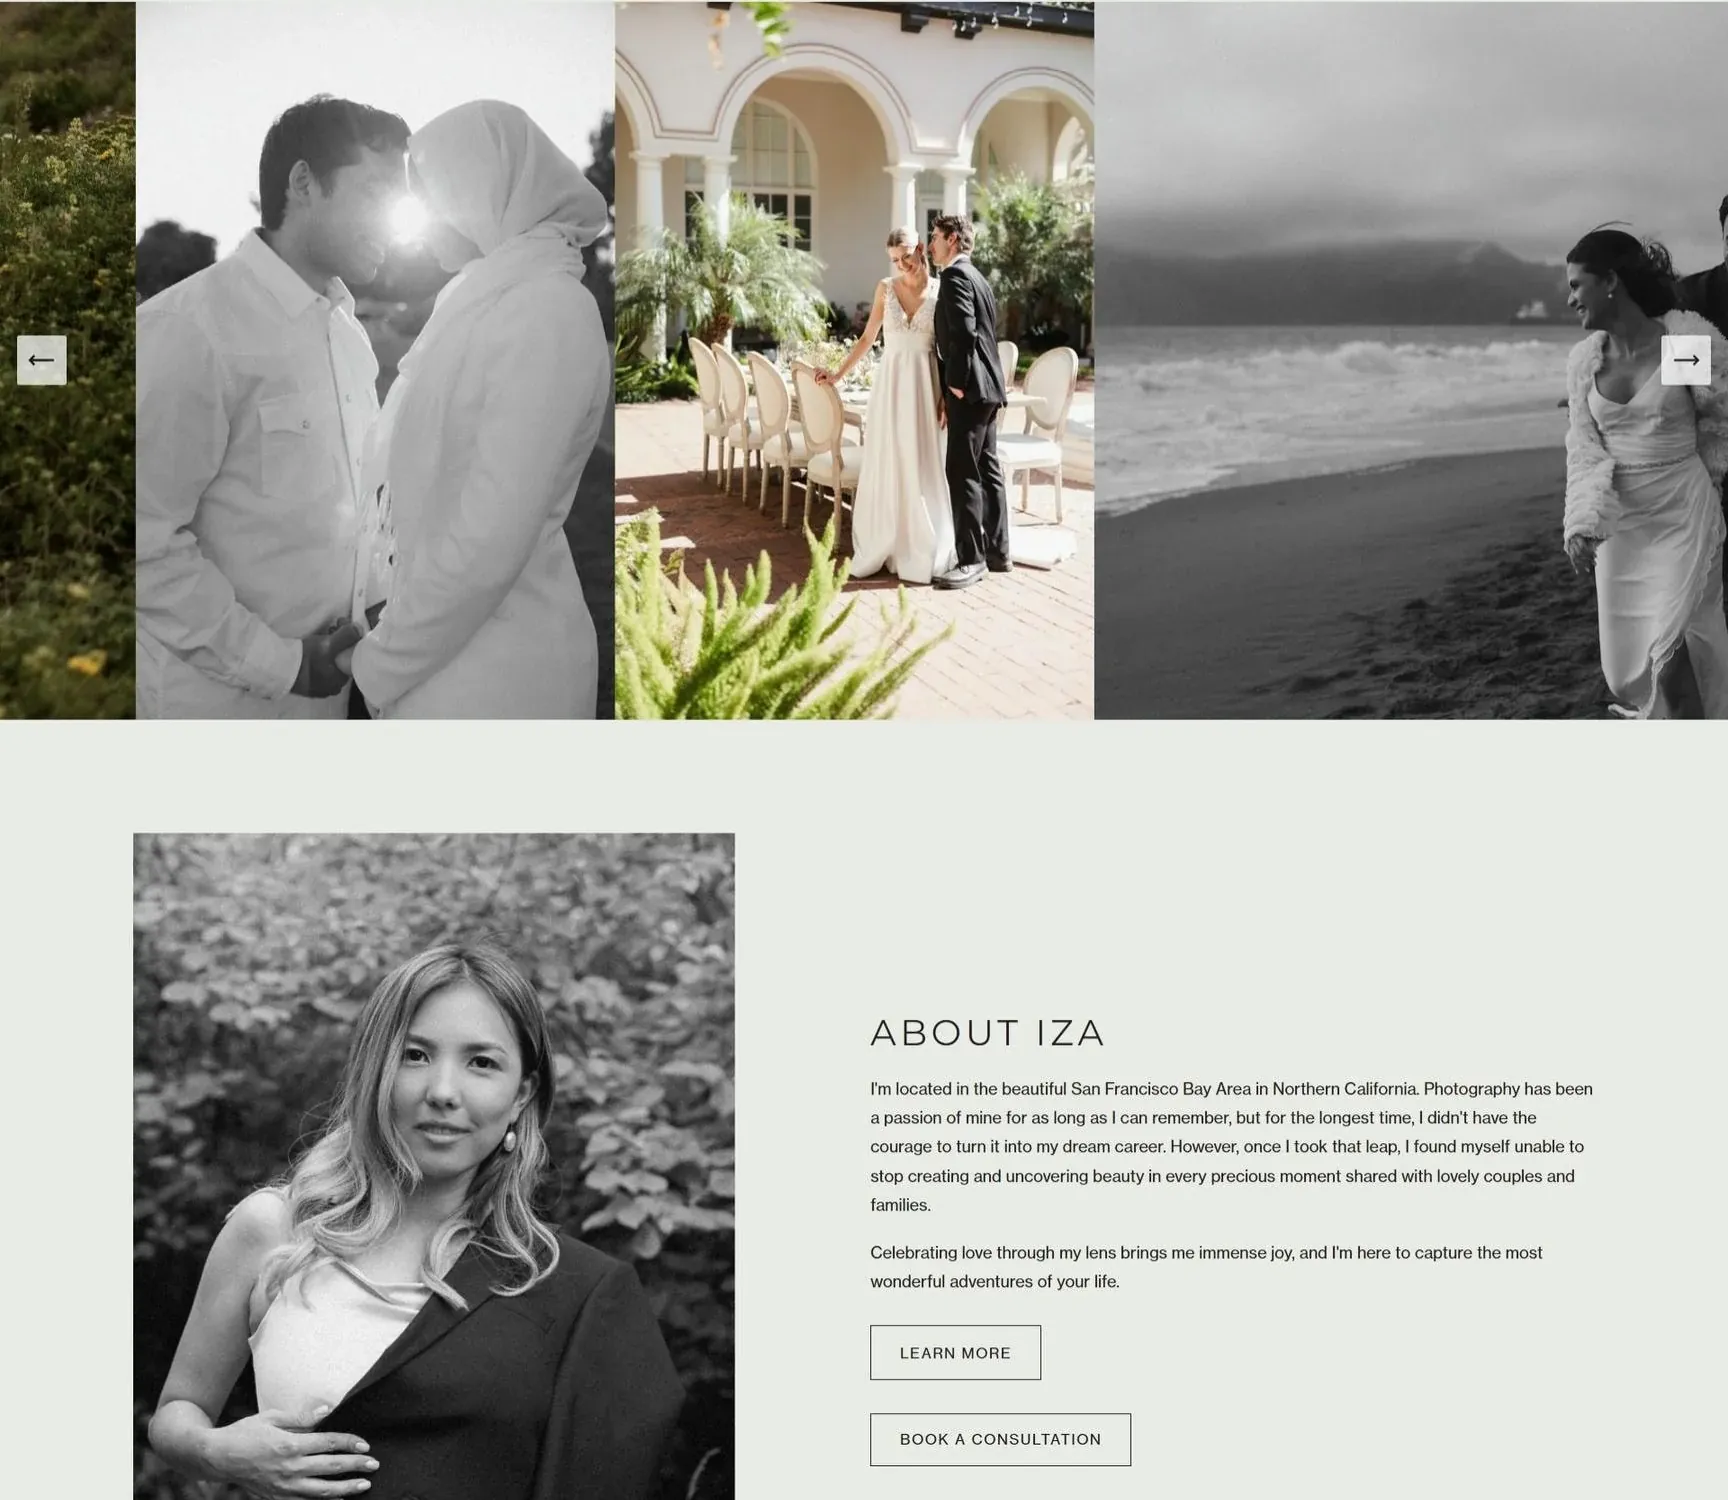 ABOUT IZA
I'm located in the beautiful San Francisco Bay Area in Northern California. Photography has been
a passion of mine for as long as I can remember, but for the longest time, I didn't have the
courage to turn it into my dream career. However, once I took that leap, I found myself unable to
stop creating and uncovering beauty in every precious moment shared with lovely couples and
families.
Celebrating love through my lens brings me immense joy, and I'm here to capture the most
wonderful adventures of your life.
LEARN MORE
BOOK A CONSULTATION